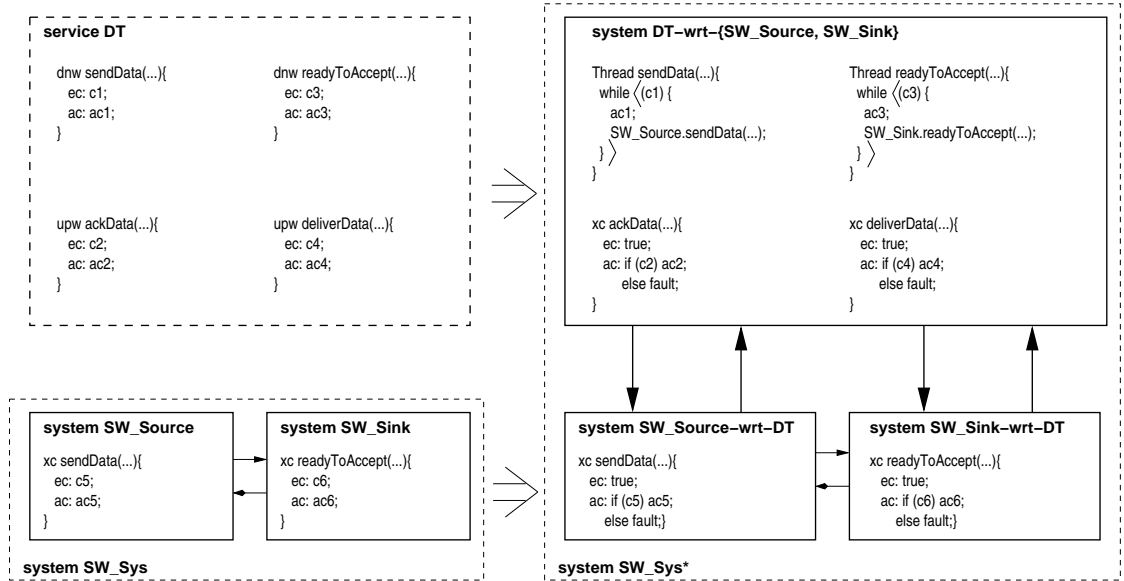 service DT
dnw sendData(...){
ec: c1;
ac: ac1;
}
dnw readyToAccept(...){
ec: c3;
ac: ac3;
}
upw ackData(...){
ec: c2;
ac: ac2;
}
upw deliverData(...){
ec: c4;
ac: ac4;
}
system SW_Source
xc sendData(...){
ec: c5;
ac: ac5;
}
system SW_Sink
xc readyToAccept(...){
ec: c6;
ac: ac6;
}
system SW_Sys
system DT−wrt−{SW_Source, SW_Sink}
Thread sendData(...){
while ⟨(c1) {
ac1;
SW_Source.sendData(...);
} ⟩
}
Thread readyToAccept(...){
while ⟨(c3) {
ac3;
SW_Sink.readyToAccept(...);
} ⟩
}
xc ackData(...){
ec: true;
ac: if (c2) ac2;
else fault;
}
xc deliverData(...){
ec: true;
ac: if (c4) ac4;
else fault;
}
system SW_Source−wrt−DT
xc sendData(...){
ec: true;
ac: if (c5) ac5;
else fault;}
system SW_Sink−wrt−DT
xc readyToAccept(...){
ec: true;
ac: if (c6) ac6;
else fault;}
system SW_Sys*